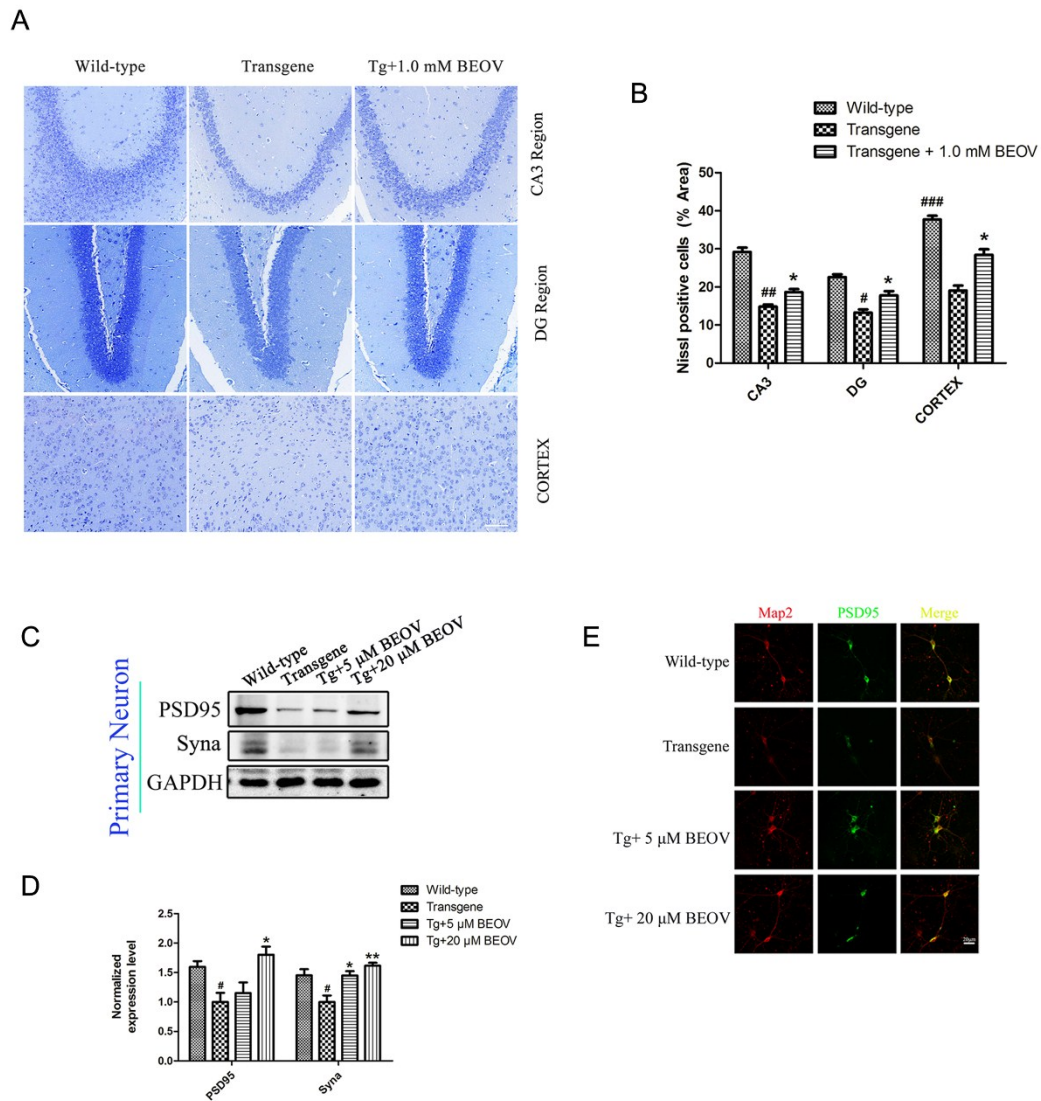 A
Wild-type
Transgene
Tg+1.0 mM BEOV
CA3 Region
DG Region
CORTEX
B
Wild-type
Transgene
Transgene + 1.0 mM BEOV
Nissl positive cells (% Area)
50
40
30
20
10
0
##
*
#
*
###
*
CA3
DG
CORTEX
C
Primary Neuron
Wild-type
Transgene
Tg+5 μM BEOV
Tg+20 μM BEOV
PSD95
Syna
GAPDH
D
Wild-type
Transgene
Tg+5 μM BEOV
Tg+20 μM BEOV
Normalized
expression level
2.5
2.0
1.5
1.0
0.5
0.0
#
*
#
*
**
PSD95
Syna
E
Map2
PSD95
Merge
Wild-type
Transgene
Tg+ 5 μM BEOV
Tg+ 20 μM BEOV
20μm